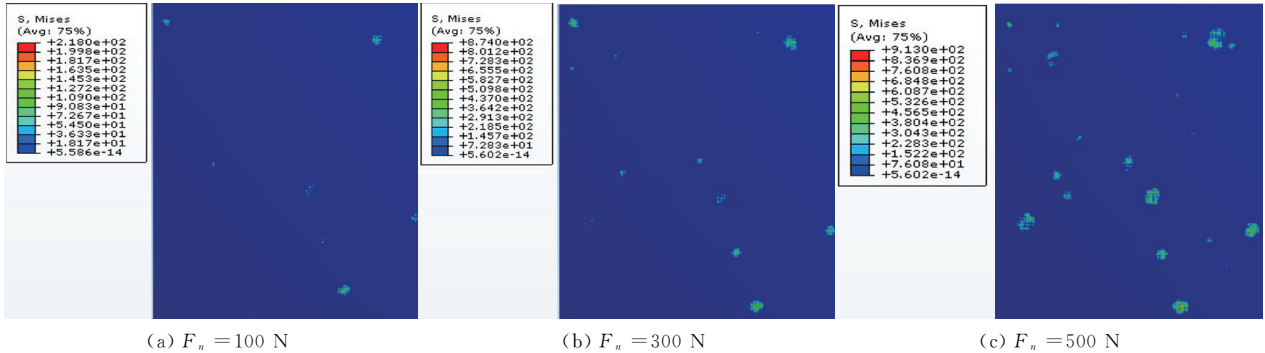 S, Mises
(Avg: 75%)
+2.180e+02
+1.998e+02
+1.817e+02
+1.635e+02
+1.453e+02
+1.272e+02
+1.090e+02
+9.083e+01
+7.267e+01
+5.450e+01
+3.633e+01
+1.817e+01
+5.586e-14
S, Mises
(Avg: 75%)
+8.740e+02
+8.012e+02
+7.283e+02
+6.555e+02
+5.827e+02
+5.098e+02
+4.370e+02
+3.642e+02
+2.913e+02
+2.185e+02
+1.457e+02
+7.283e+01
+5.602e-14
S, Mises
(Avg: 75%)
+9.130e+02
+8.369e+02
+7.608e+02
+6.848e+02
+6.087e+02
+5.326e+02
+4.565e+02
+3.804e+02
+3.043e+02
+2.283e+02
+1.522e+02
+7.608e+01
+5.602e-14
(a) Fₙ = 100 N
(b) Fₙ = 300 N
(c) Fₙ = 500 N